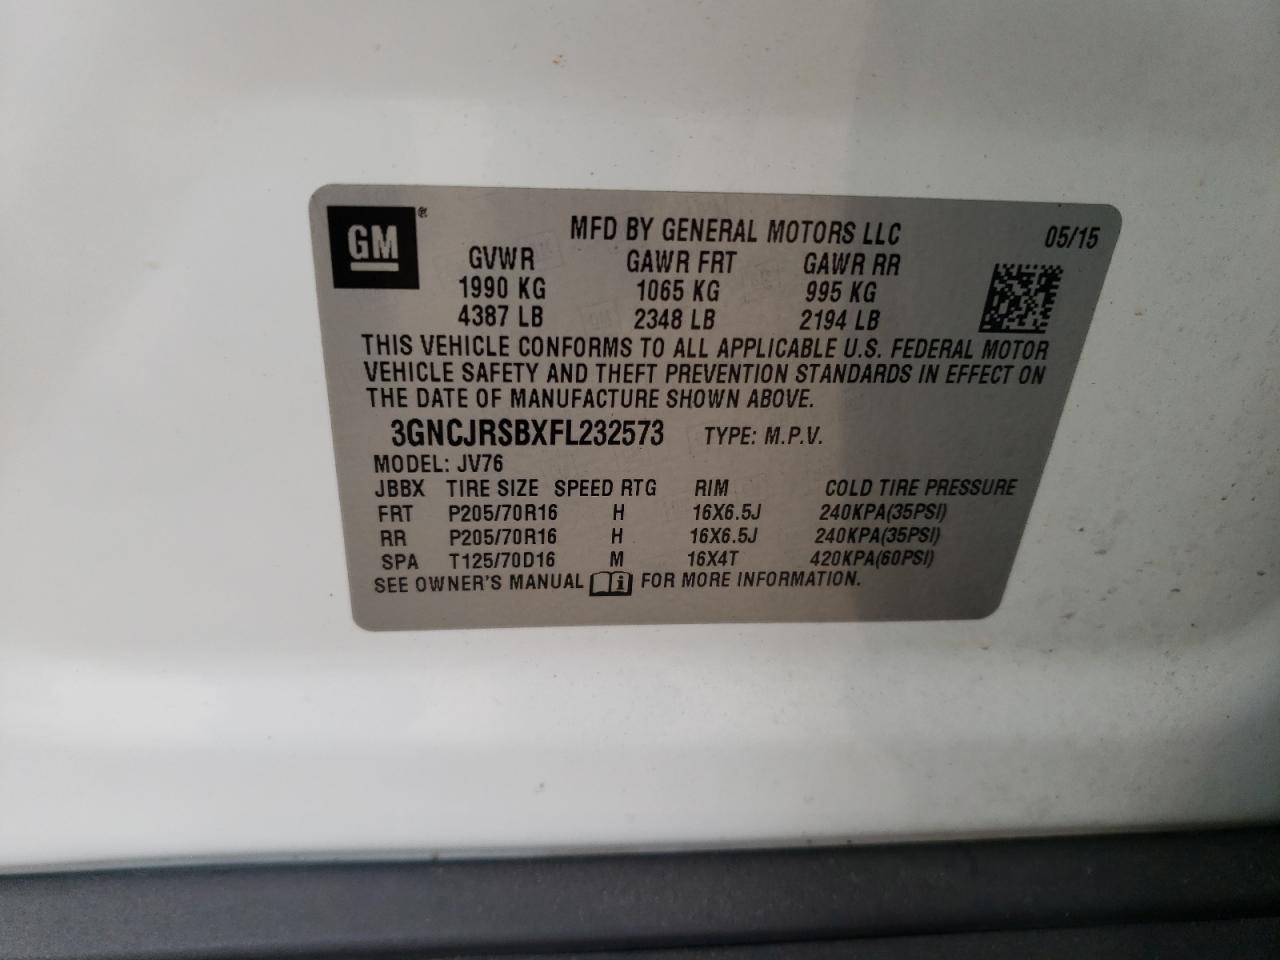 GM®
MFD BY GENERAL MOTORS LLC 05/15
GVWR GAWR FRT GAWR RR
1990 KG 1065 KG 995 KG
4387 LB 2348 LB 2194 LB
THIS VEHICLE CONFORMS TO ALL APPLICABLE U.S. FEDERAL MOTOR
VEHICLE SAFETY AND THEFT PREVENTION STANDARDS IN EFFECT ON
THE DATE OF MANUFACTURE SHOWN ABOVE.
3GNCJRSBXFL232573 TYPE: M.P.V.
MODEL: JV76
JBBX TIRE SIZE SPEED RTG RIM COLD TIRE PRESSURE
FRT P205/70R16 H 16X6.5J 240KPA(35PSI)
RR P205/70R16 H 16X6.5J 240KPA(35PSI)
SPA T125/70D16 M 16X4T 420KPA(60PSI)
SEE OWNER'S MANUAL i FOR MORE INFORMATION.